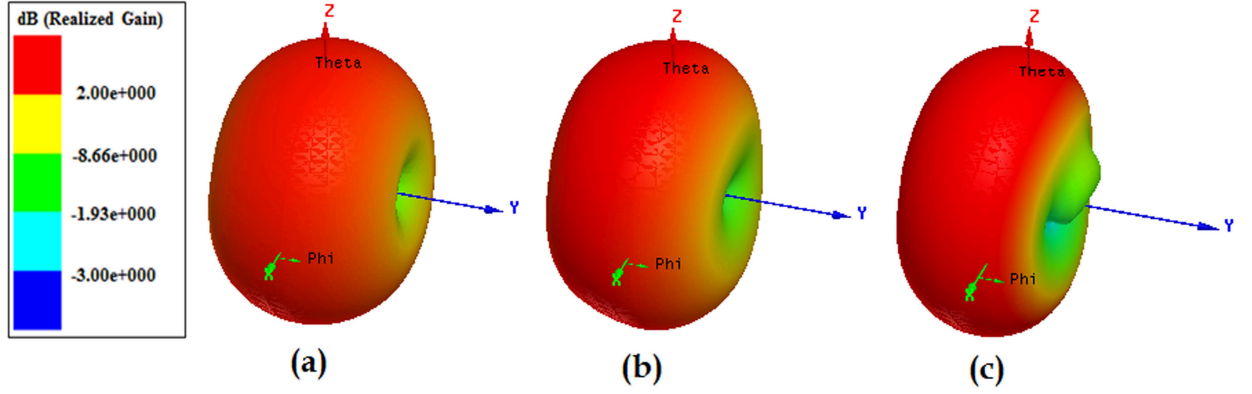 dB (Realized Gain)
2.00e+000
-8.66e+000
-1.93e+000
-3.00e+000
Z
Theta
Phi
Y
(a)
Z
Theta
Phi
Y
(b)
Z
Theta
Phi
Y
(c)